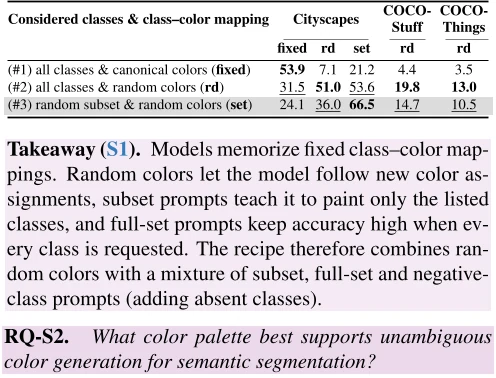 Considered classes & class–color mapping Cityscapes COCO-Stuff COCO-Things
fixed rd set rd rd
(#1) all classes & canonical colors (fixed) 53.9 7.1 21.2 4.4 3.5
(#2) all classes & random colors (rd) 31.5 51.0 53.6 19.8 13.0
(#3) random subset & random colors (set) 24.1 36.0 66.5 14.7 10.5
Takeaway (S1). Models memorize fixed class–color map-
pings. Random colors let the model follow new color as-
signments, subset prompts teach it to paint only the listed
classes, and full-set prompts keep accuracy high when ev-
ery class is requested. The recipe therefore combines ran-
dom colors with a mixture of subset, full-set and negative-
class prompts (adding absent classes).
RQ-S2. What color palette best supports unambiguous
color generation for semantic segmentation?